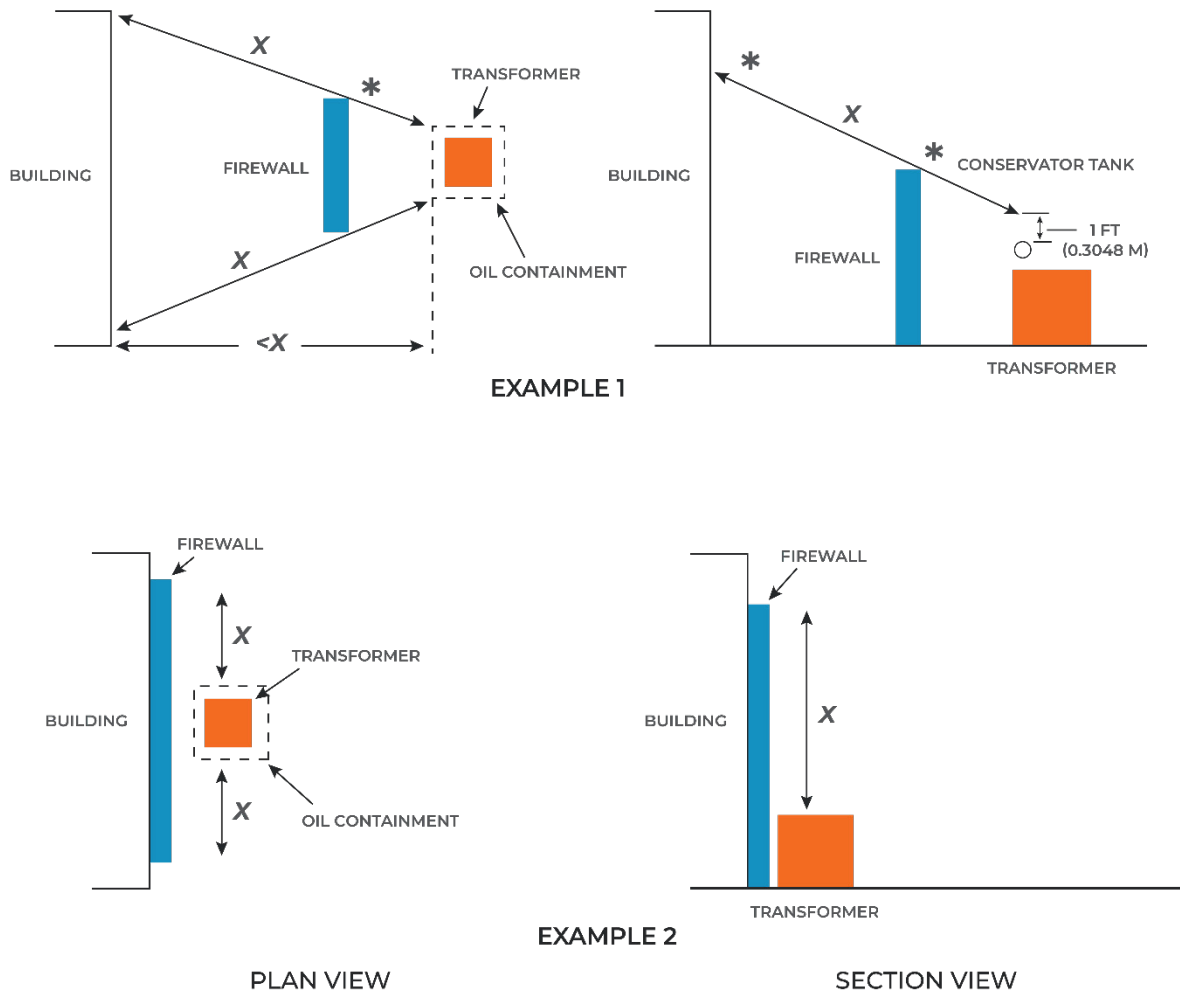 X
*
TRANSFORMER
BUILDING
FIREWALL
OIL CONTAINMENT
X
<X
*
X
*
CONSERVATOR TANK
BUILDING
1 FT
(0.3048 M)
FIREWALL
TRANSFORMER
EXAMPLE 1
FIREWALL
X
TRANSFORMER
BUILDING
X
OIL CONTAINMENT
FIREWALL
BUILDING
X
TRANSFORMER
EXAMPLE 2
PLAN VIEW
SECTION VIEW